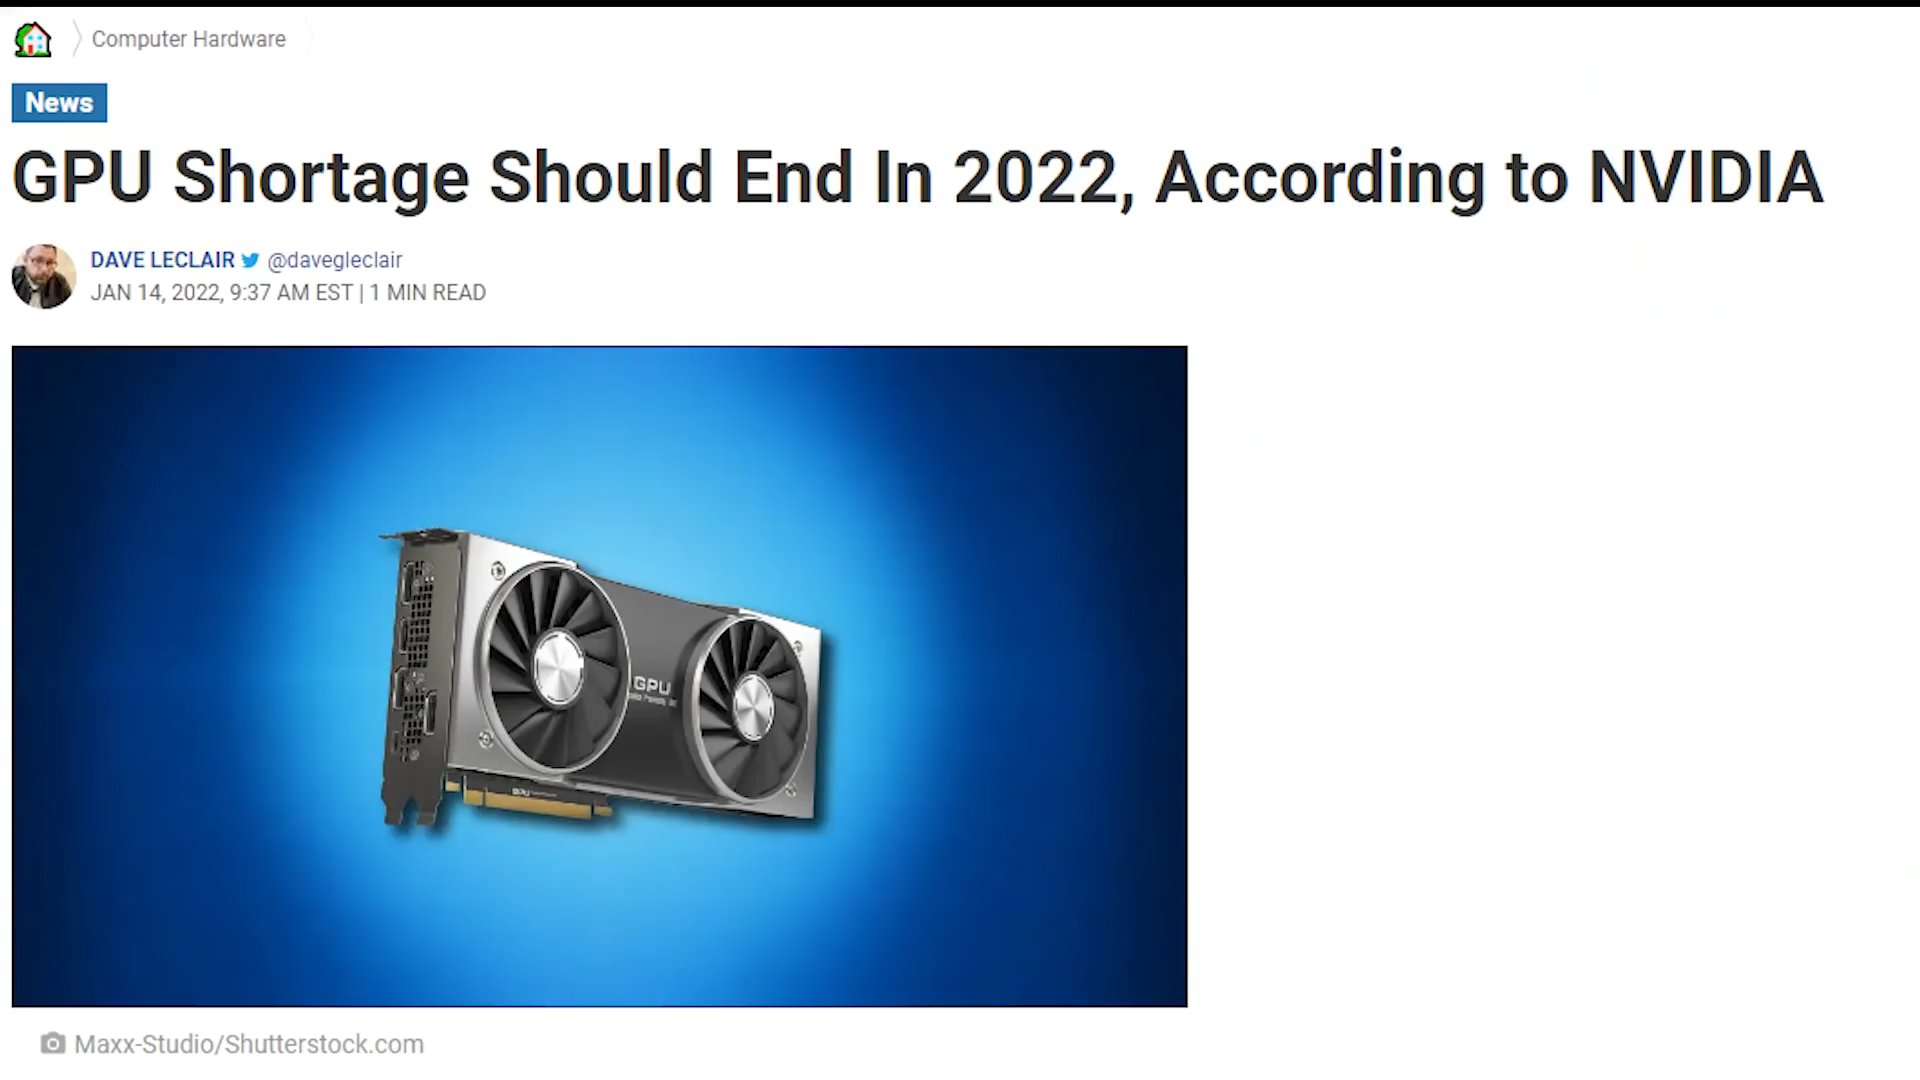 Computer Hardware
News
GPU Shortage Should End In 2022, According to NVIDIA
DAVE LECLAIR @davegleclair
JAN 14, 2022, 9:37 AM EST | 1 MIN READ
GPU
Maxx-Studio/Shutterstock.com